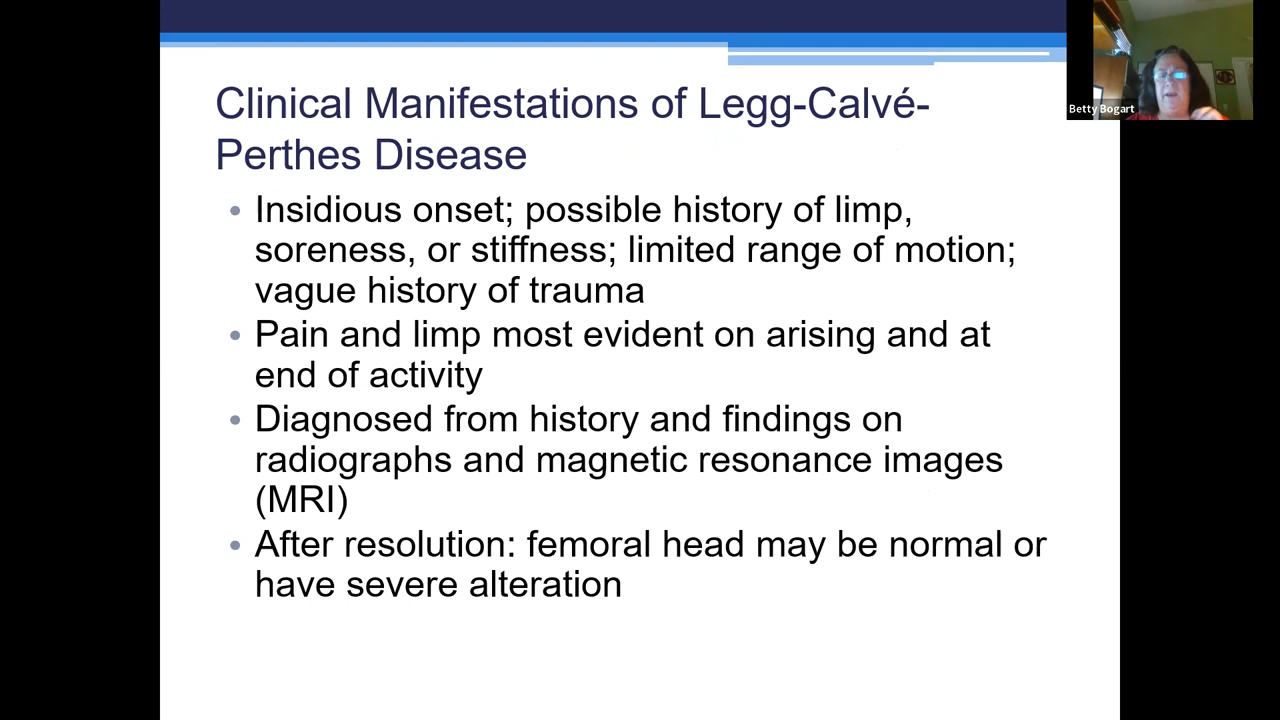 Clinical Manifestations of Legg-Calvé-
Perthes Disease
• Insidious onset; possible history of limp,
soreness, or stiffness; limited range of motion;
vague history of trauma
• Pain and limp most evident on arising and at
end of activity
• Diagnosed from history and findings on
radiographs and magnetic resonance images
(MRI)
• After resolution: femoral head may be normal or
have severe alteration
Betty Bogart